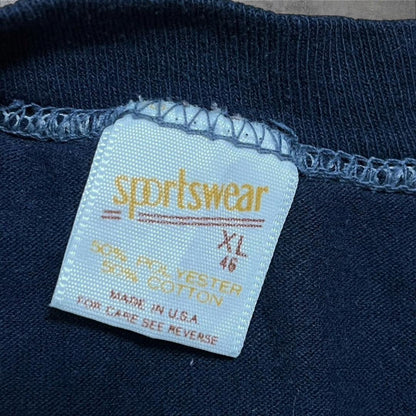 sportswear
XL
46
50% POLYESTER
50% COTTON
MADE IN U.S.A
FOR CARE SEE REVERSE